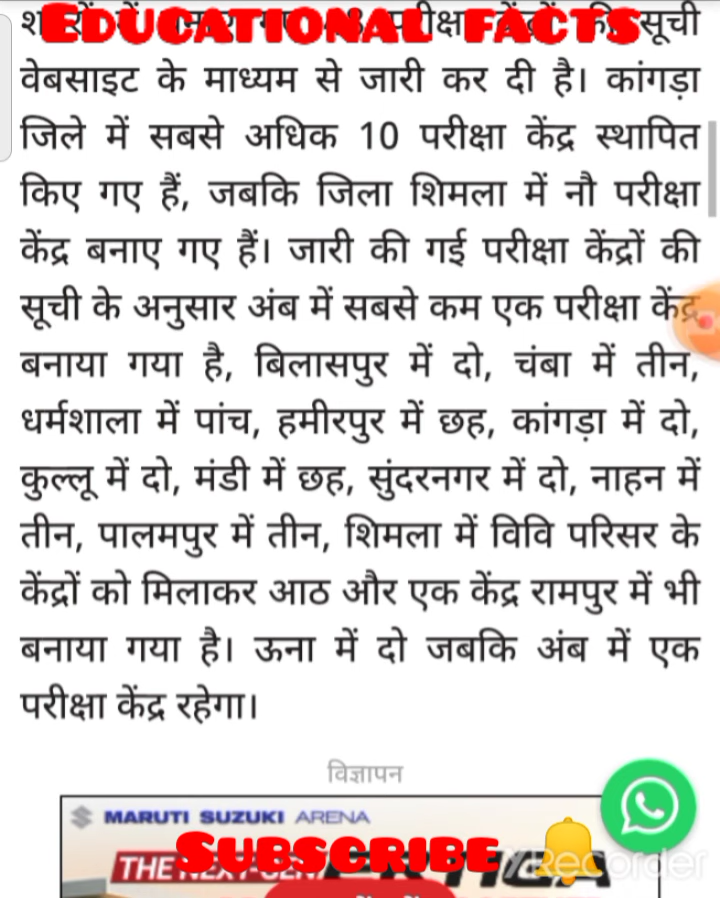 EDUCATIONAL FACTS
सूची
वेबसाइट के माध्यम से जारी कर दी है। कांगड़ा
जिले में सबसे अधिक 10 परीक्षा केंद्र स्थापित
किए गए हैं, जबकि जिला शिमला में नौ परीक्षा
केंद्र बनाए गए हैं। जारी की गई परीक्षा केंद्रों की
सूची के अनुसार अंब में सबसे कम एक परीक्षा केंद्र
बनाया गया है, बिलासपुर में दो, चंबा में तीन,
धर्मशाला में पांच, हमीरपुर में छह, कांगड़ा में दो,
कुल्लू में दो, मंडी में छह, सुंदरनगर में दो, नाहन में
तीन, पालमपुर में तीन, शिमला में विवि परिसर के
केंद्रों को मिलाकर आठ और एक केंद्र रामपुर में भी
बनाया गया है। ऊना में दो जबकि अंब में एक
परीक्षा केंद्र रहेगा।
विज्ञापन
MARUTI SUZUKI ARENA
THE
SUBSCRIBE
Recorder